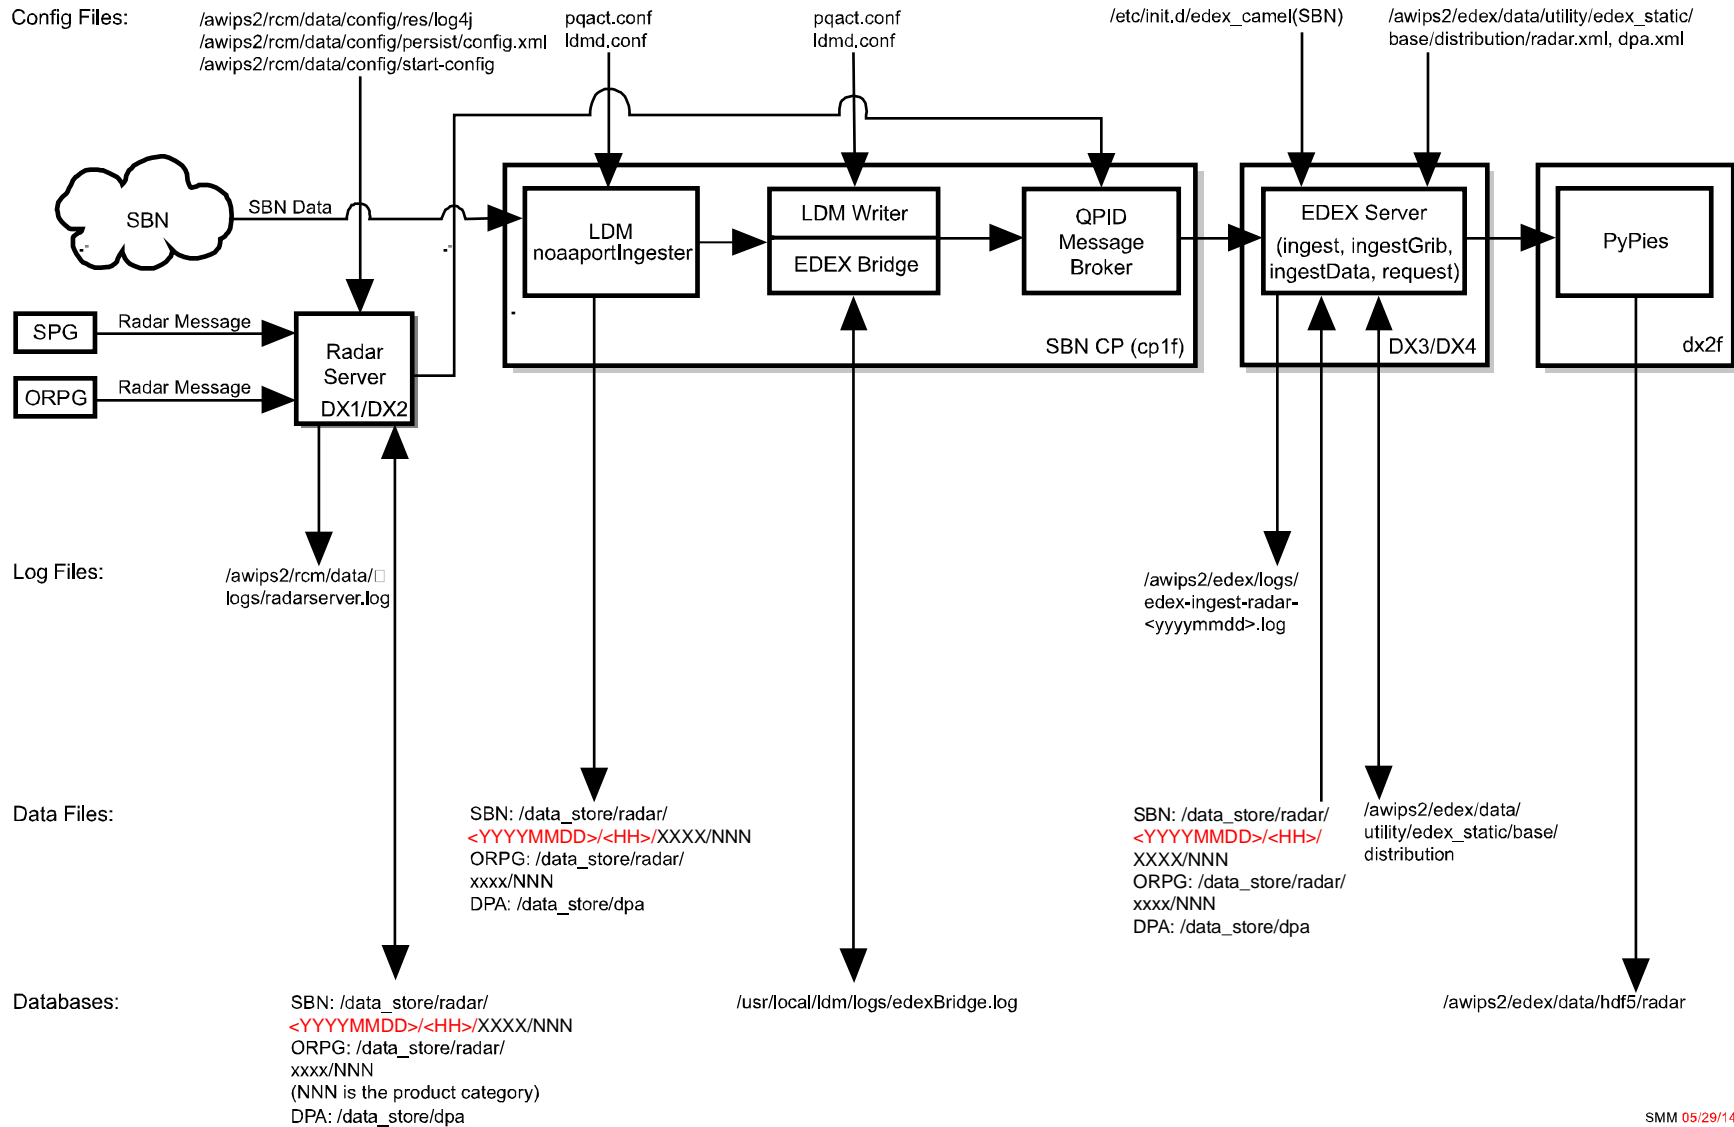 Config Files:
/awips2/rcm/data/config/res/log4j
/awips2/rcm/data/config/persist/config.xml
/awips2/rcm/data/config/start-config
pqact.conf
ldmd.conf
pqact.conf
ldmd.conf
/etc/init.d/edex_camel(SBN)
/awips2/edex/data/utility/edex_static/
base/distribution/radar.xml, dpa.xml
SBN
SBN Data
LDM
noaaportIngester
LDM Writer
EDEX Bridge
QPID
Message
Broker
SBN CP (cp1f)
EDEX Server
(ingest, ingestGrib,
ingestData, request)
DX3/DX4
PyPies
dx2f
SPG
Radar Message
ORPG
Radar Message
Radar
Server
DX1/DX2
Log Files:
/awips2/rcm/data/
logs/radarserver.log
/awips2/edex/logs/
edex-ingest-radar-
<yyyymmdd>.log
Data Files:
SBN: /data_store/radar/
<YYYYMMDD>/<HH>/XXXX/NNN
ORPG: /data_store/radar/
xxxx/NNN
DPA: /data_store/dpa
SBN: /data_store/radar/
<YYYYMMDD>/<HH>/
XXXX/NNN
ORPG: /data_store/radar/
xxxx/NNN
DPA: /data_store/dpa
/awips2/edex/data/
utility/edex_static/base/
distribution
Databases:
SBN: /data_store/radar/
<YYYYMMDD>/<HH>/XXXX/NNN
ORPG: /data_store/radar/
xxxx/NNN
(NNN is the product category)
DPA: /data_store/dpa
/usr/local/ldm/logs/edexBridge.log
/awips2/edex/data/hdf5/radar
SMM 05/29/14